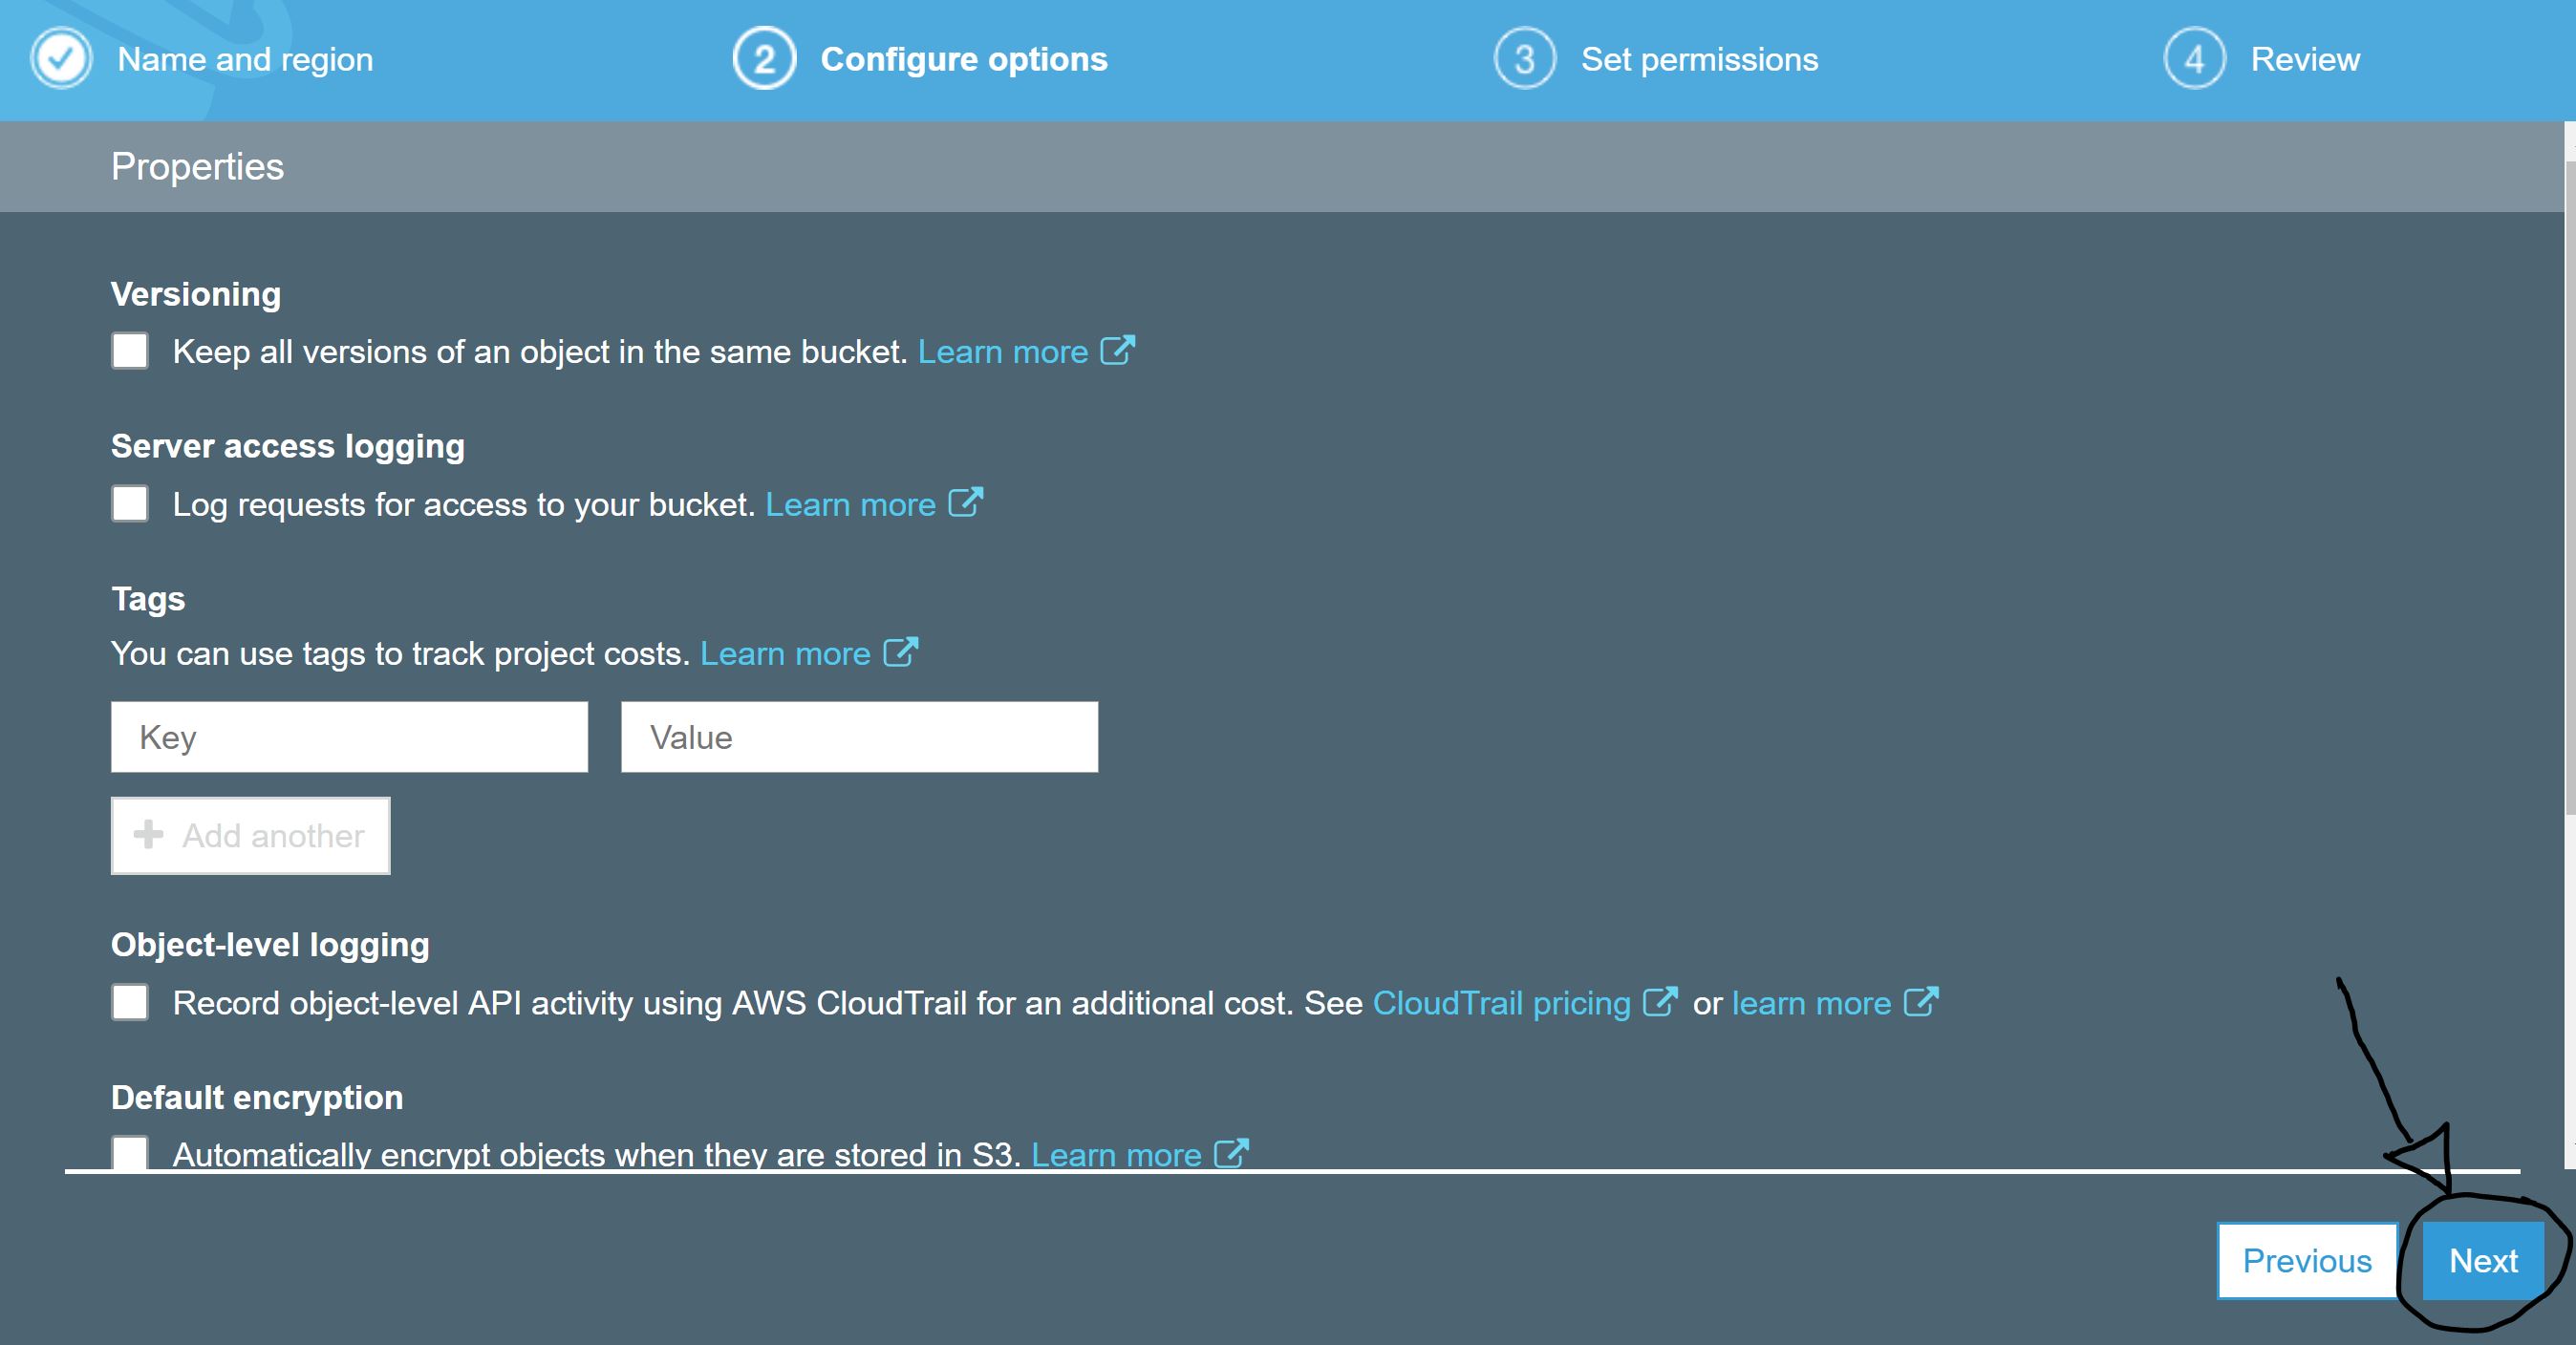 Name and region
2 Configure options
3 Set permissions
4 Review
Properties
Versioning
Keep all versions of an object in the same bucket. Learn more
Server access logging
Log requests for access to your bucket. Learn more
Tags
You can use tags to track project costs. Learn more
Key Value
Add another
Object-level logging
Record object-level API activity using AWS CloudTrail for an additional cost. See CloudTrail pricing or learn more
Default encryption
Automatically encrypt objects when they are stored in S3. Learn more
Previous Next